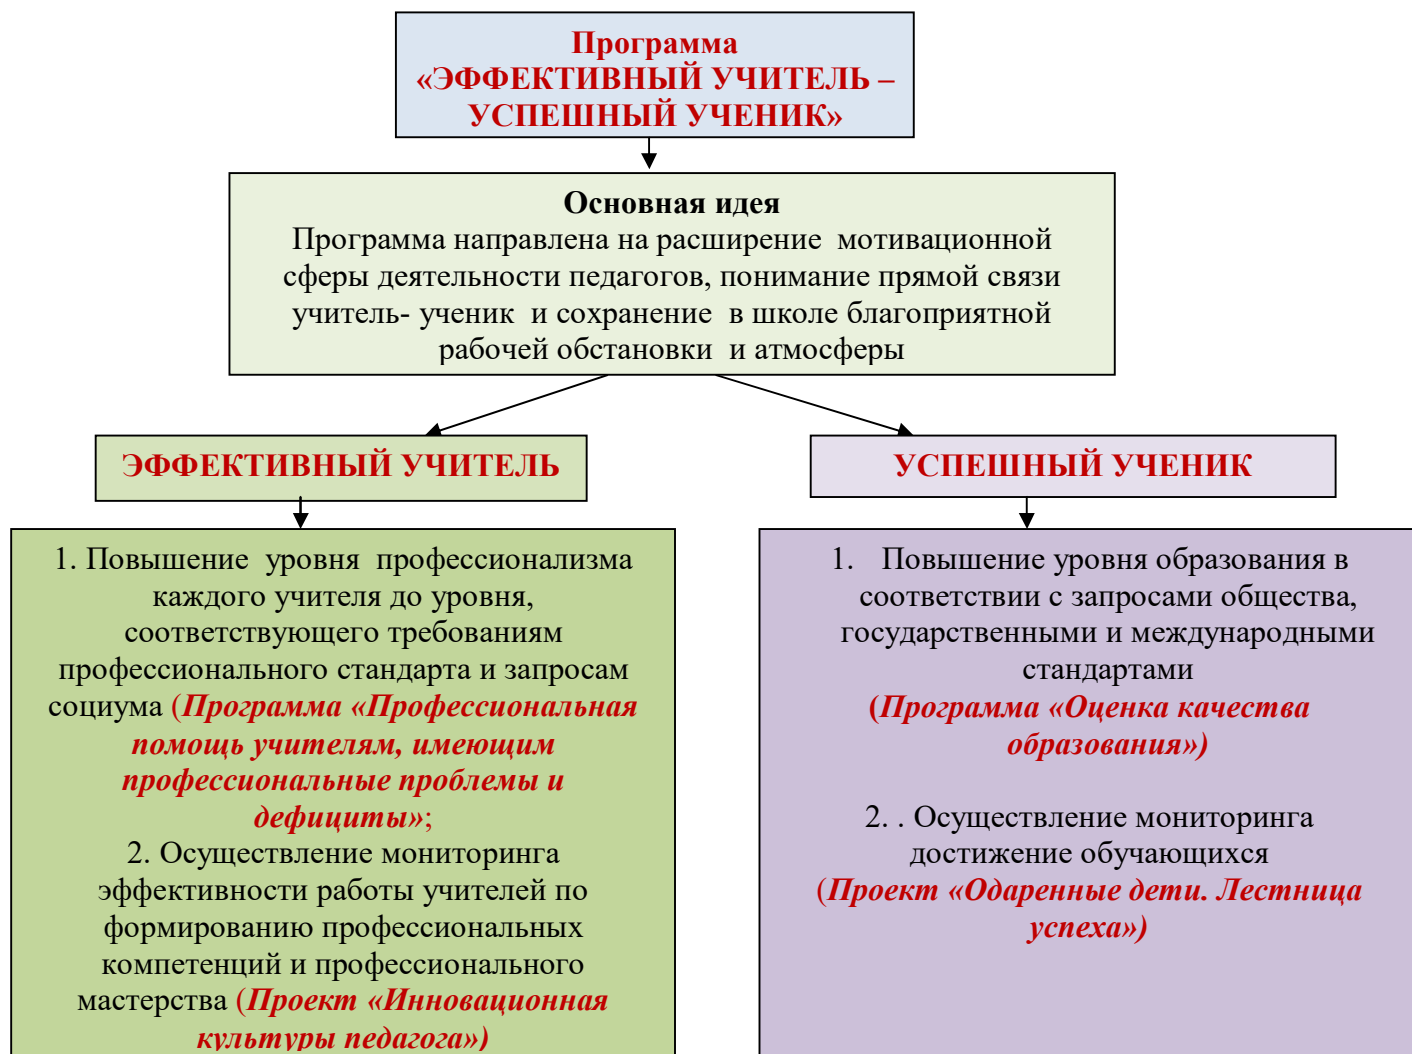 Программа
«ЭФФЕКТИВНЫЙ УЧИТЕЛЬ –
УСПЕШНЫЙ УЧЕНИК»
Основная идея
Программа направлена на расширение мотивационной
сферы деятельности педагогов, понимание прямой связи
учитель- ученик и сохранение в школе благоприятной
рабочей обстановки и атмосферы
ЭФФЕКТИВНЫЙ УЧИТЕЛЬ
1. Повышение уровня профессионализма
каждого учителя до уровня,
соответствующего требованиям
профессионального стандарта и запросам
социума (Программа «Профессиональная
помощь учителям, имеющим
профессиональные проблемы и
дефициты»;
2. Осуществление мониторинга
эффективности работы учителей по
формированию профессиональных
компетенций и профессионального
мастерства (Проект «Инновационная
культуры педагога»)
УСПЕШНЫЙ УЧЕНИК
1. Повышение уровня образования в
соответствии с запросами общества,
государственными и международными
стандартами
(Программа «Оценка качества
образования»)
2. . Осуществление мониторинга
достижение обучающихся
(Проект «Одаренные дети. Лестница
успеха»)